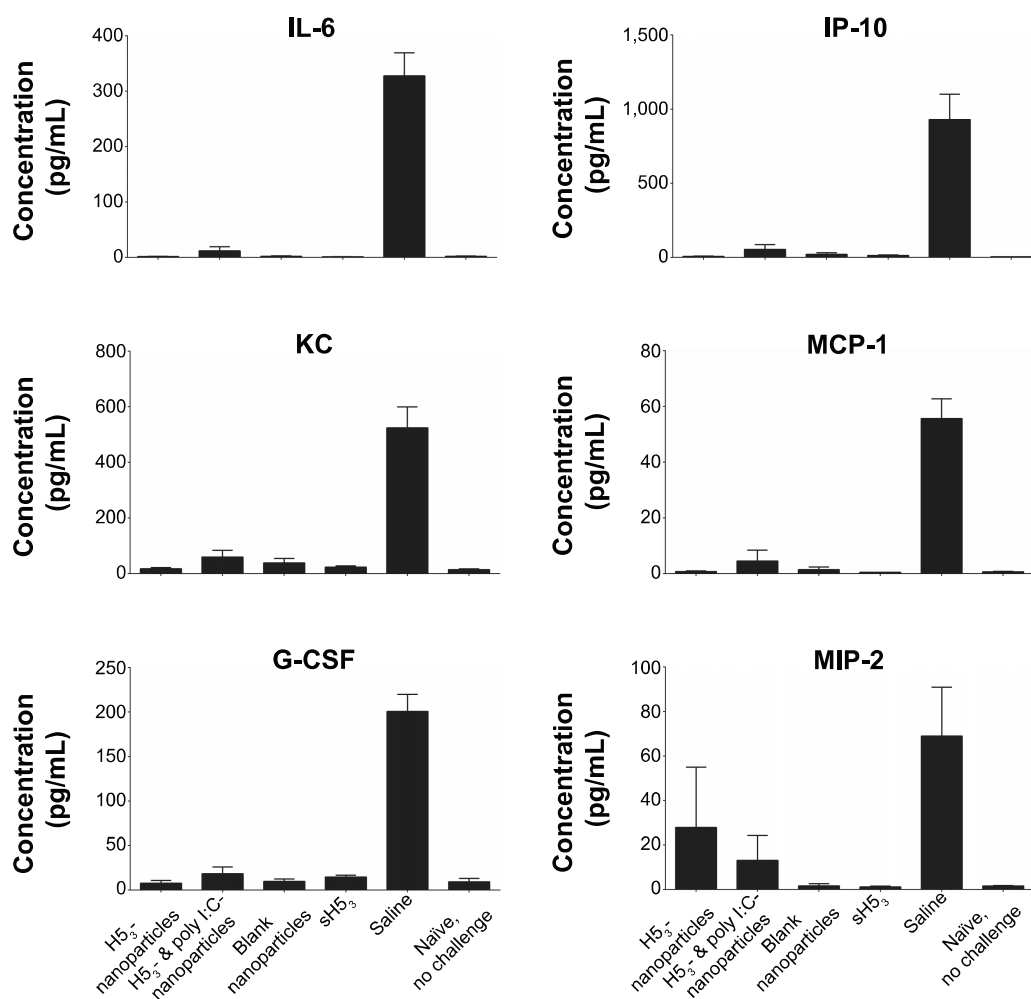 IL-6
Concentration
(pg/mL)
400
300
200
100
0
IP-10
Concentration
(pg/mL)
1,500
1,000
500
0
KC
Concentration
(pg/mL)
800
600
400
200
0
MCP-1
Concentration
(pg/mL)
80
60
40
20
0
G-CSF
Concentration
(pg/mL)
250
200
150
100
50
0
H5₃-
nanoparticles
H5₃- & poly I:C-
nanoparticles
Blank
nanoparticles
sH5₃
Saline
Naïve,
no challenge
MIP-2
Concentration
(pg/mL)
100
80
60
40
20
0
H5₃-
nanoparticles
H5₃- & poly I:C-
nanoparticles
Blank
nanoparticles
sH5₃
Saline
Naïve,
no challenge